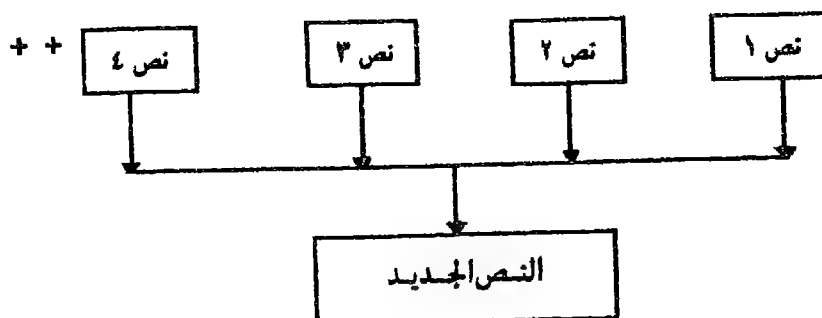 نص ١ نص ٢ نص ٣ نص ٤ + +
النص الجديد